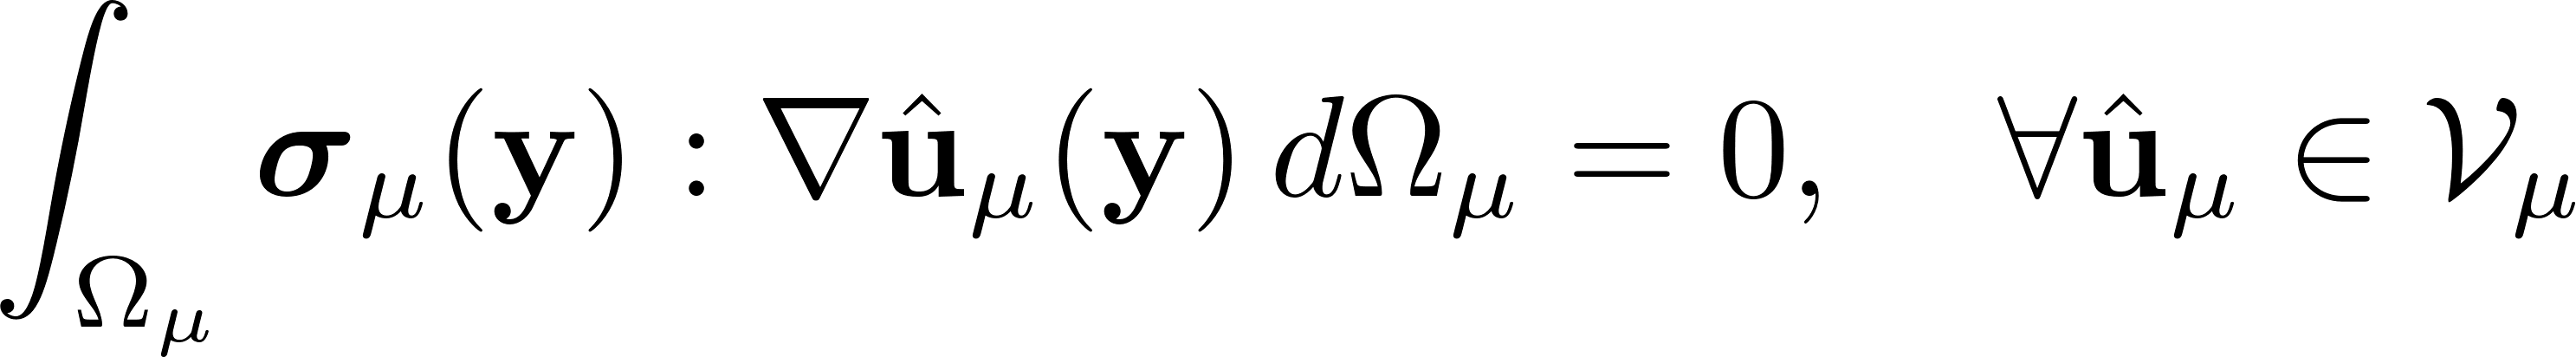 ∫_{Ω_μ} 𝛔_μ(𝐲) : ∇𝐮̂_μ(𝐲) dΩ_μ = 0, ∀𝐮̂_μ ∈ 𝒱_μ